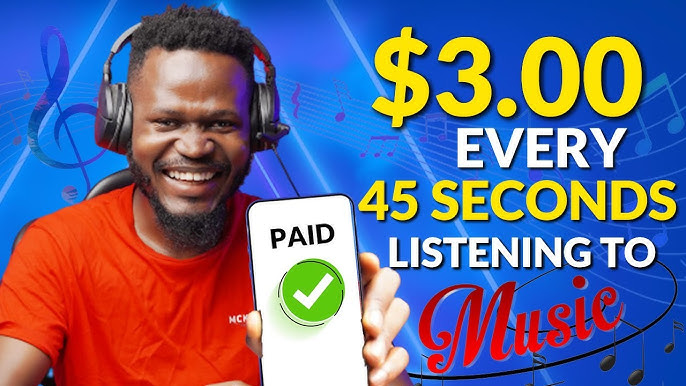 $3.00
EVERY
45 SECONDS
LISTENING TO
Music
PAID